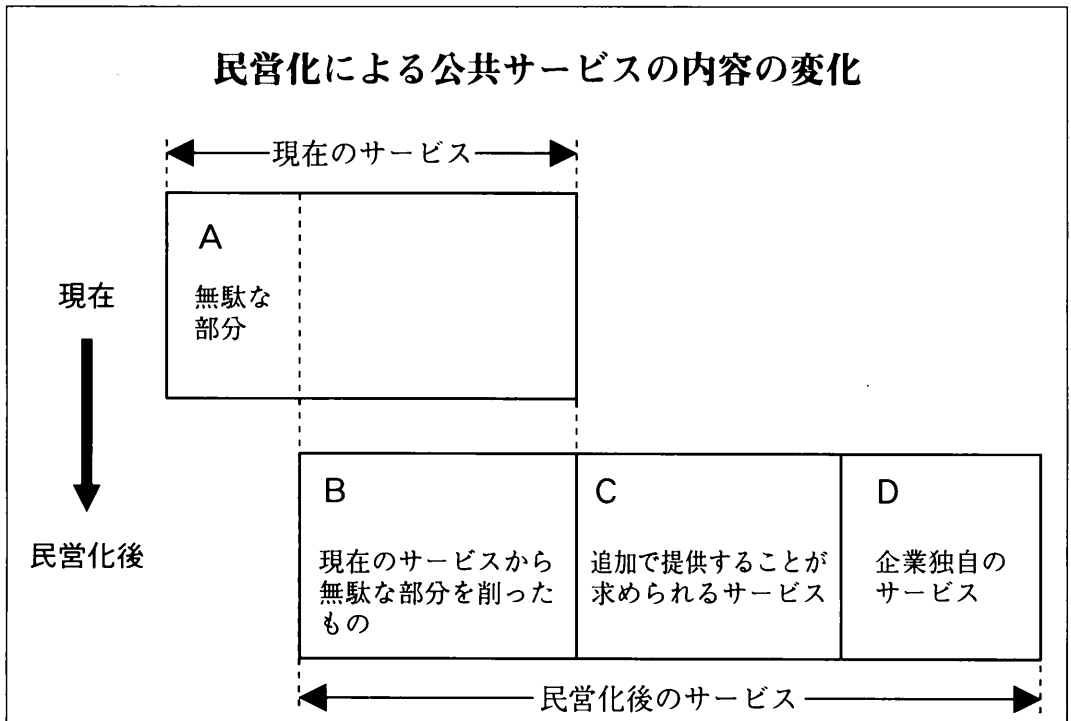 民営化による公共サービスの内容の変化
現在のサービス
現在
A
無駄な
部分
民営化後
B
現在のサービスから
無駄な部分を削った
もの
C
追加で提供することが
求められるサービス
D
企業独自の
サービス
民営化後のサービス